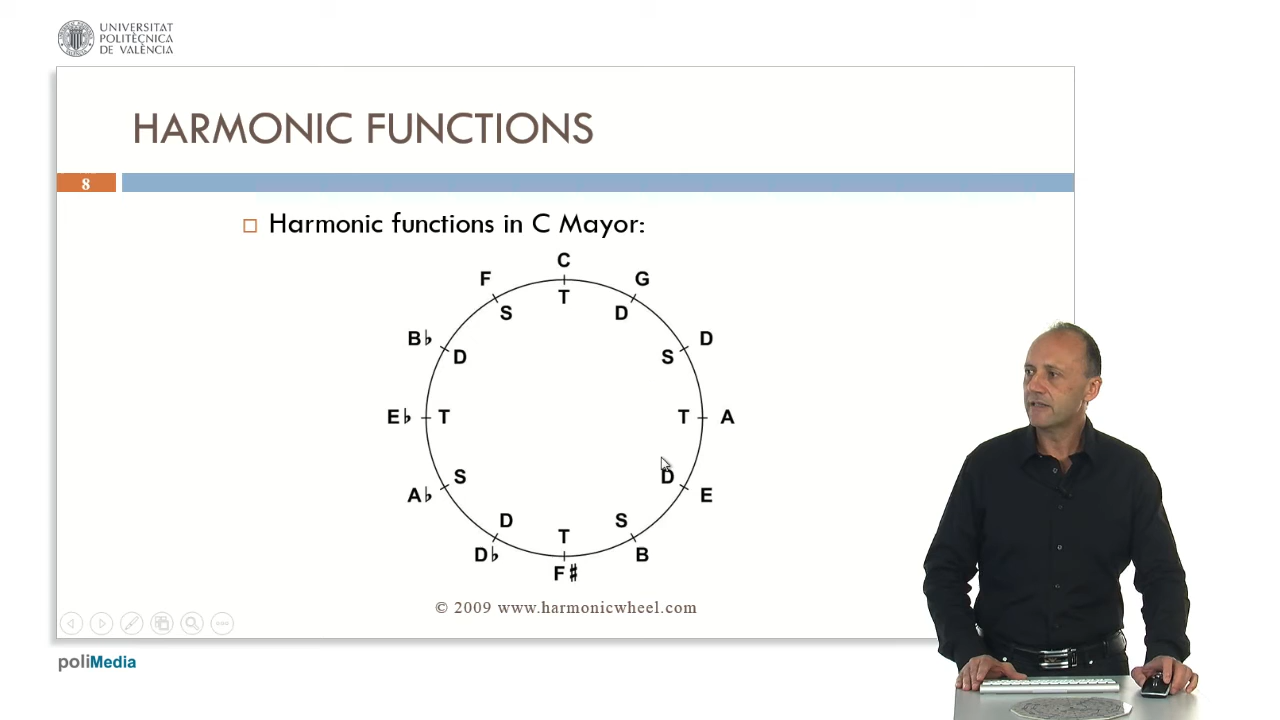 UNIVERSITAT
POLITÈCNICA
DE VALÈNCIA
HARMONIC FUNCTIONS
8
Harmonic functions in C Mayor:
C
F G
T
S D
B♭ D
D S
E♭ T T A
S D
A♭ E
D S
T
D♭ B
F♯
© 2009 www.harmonicwheel.com
poliMedia